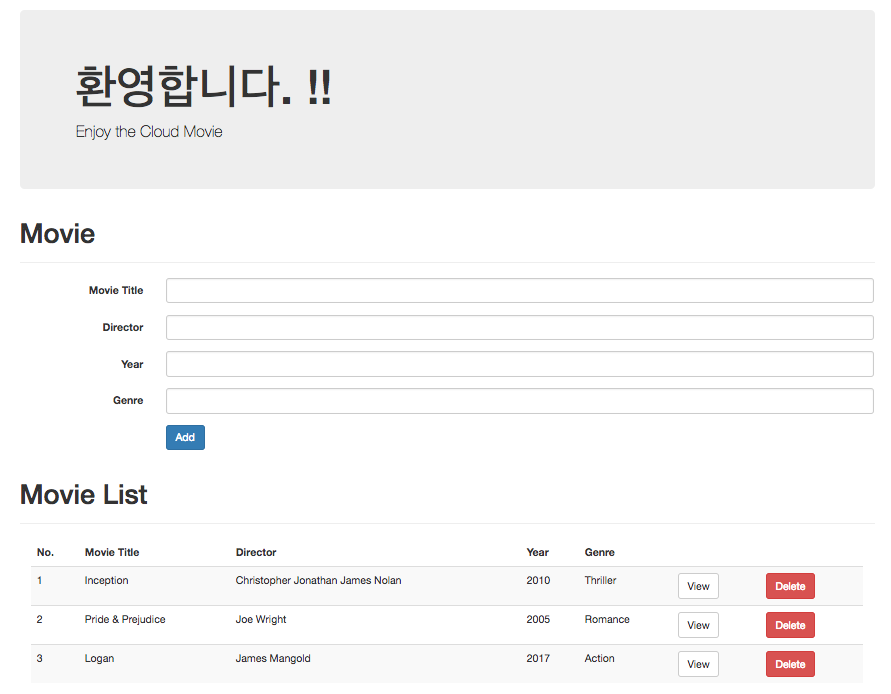 환영합니다. !!
Enjoy the Cloud Movie
Movie
Movie Title
Director
Year
Genre
Add
Movie List
No. Movie Title Director Year Genre
1 Inception Christopher Jonathan James Nolan 2010 Thriller View Delete
2 Pride & Prejudice Joe Wright 2005 Romance View Delete
3 Logan James Mangold 2017 Action View Delete